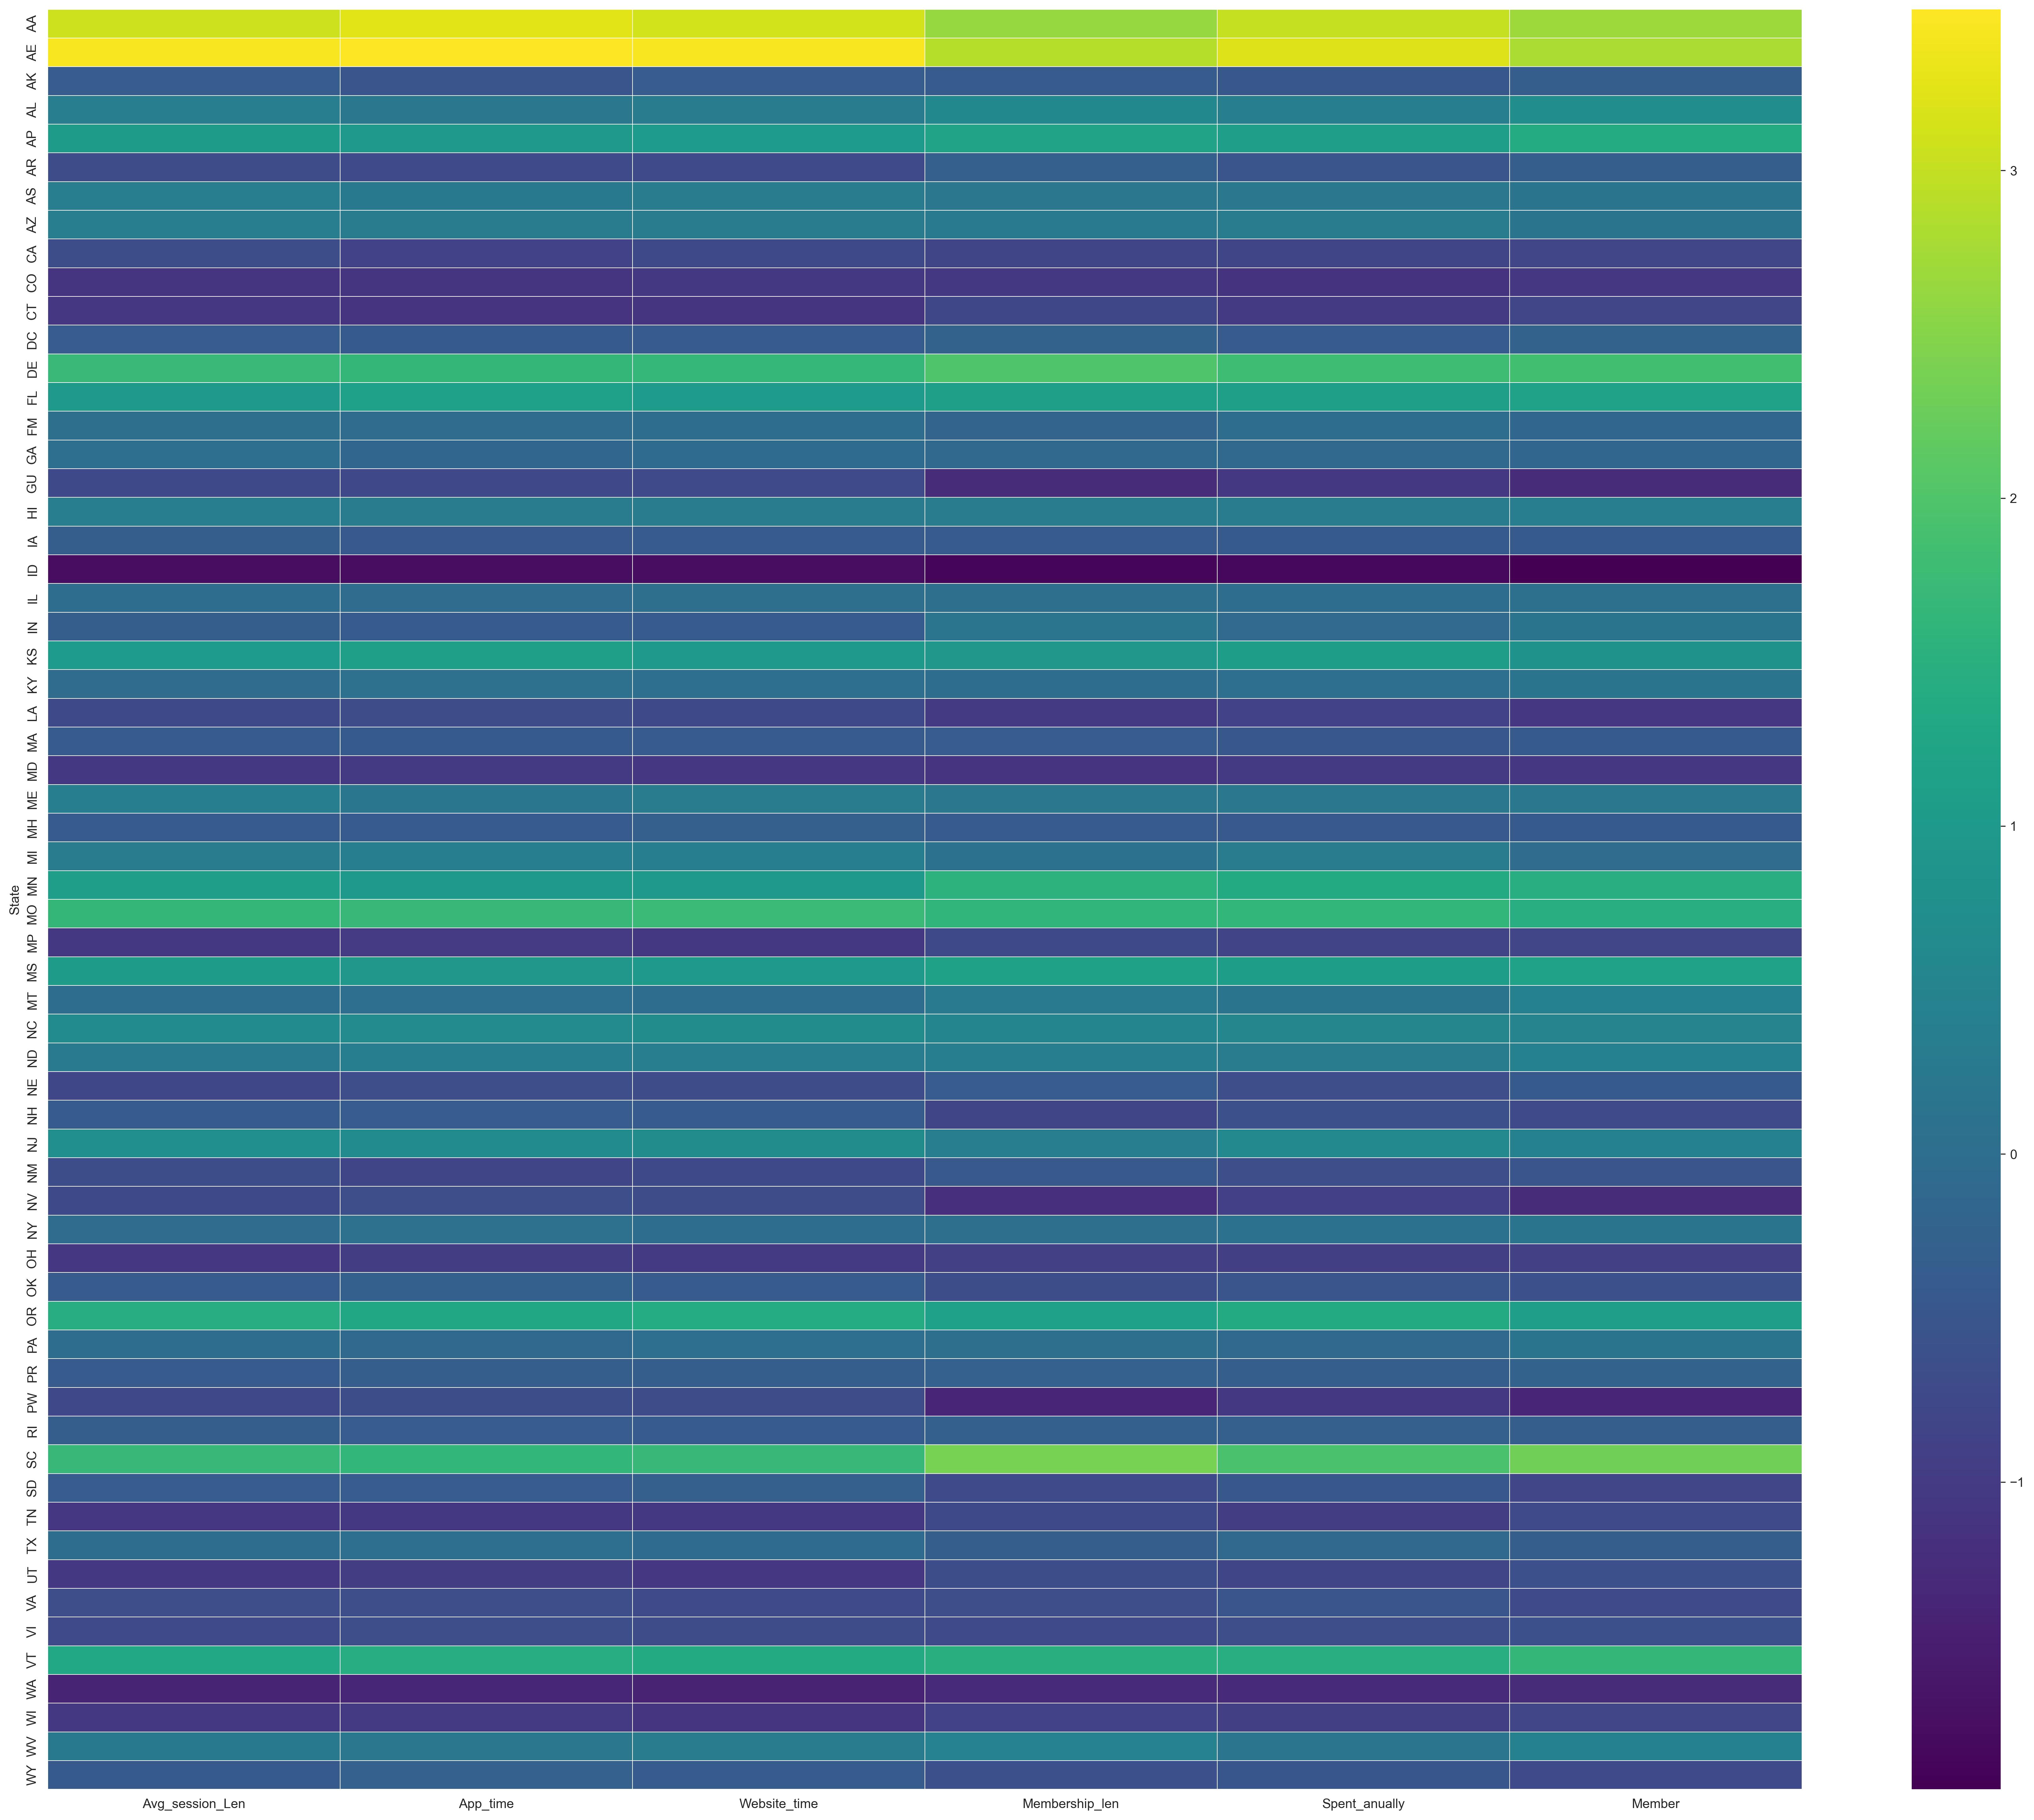 State
AA
AE
AK
AL
AP
AR
AS
AZ
CA
CO
CT
DC
DE
FL
FM
GA
GU
HI
IA
ID
IL
IN
KS
KY
LA
MA
MD
ME
MH
MI
MN
MO
MP
MS
MT
NC
ND
NE
NH
NJ
NM
NV
NY
OH
OK
OR
PA
PR
PW
RI
SC
SD
TN
TX
UT
VA
VI
VT
WA
WI
WV
WY
Avg_session_Len App_time Website_time Membership_len Spent_anually Member
3
2
1
0
−1